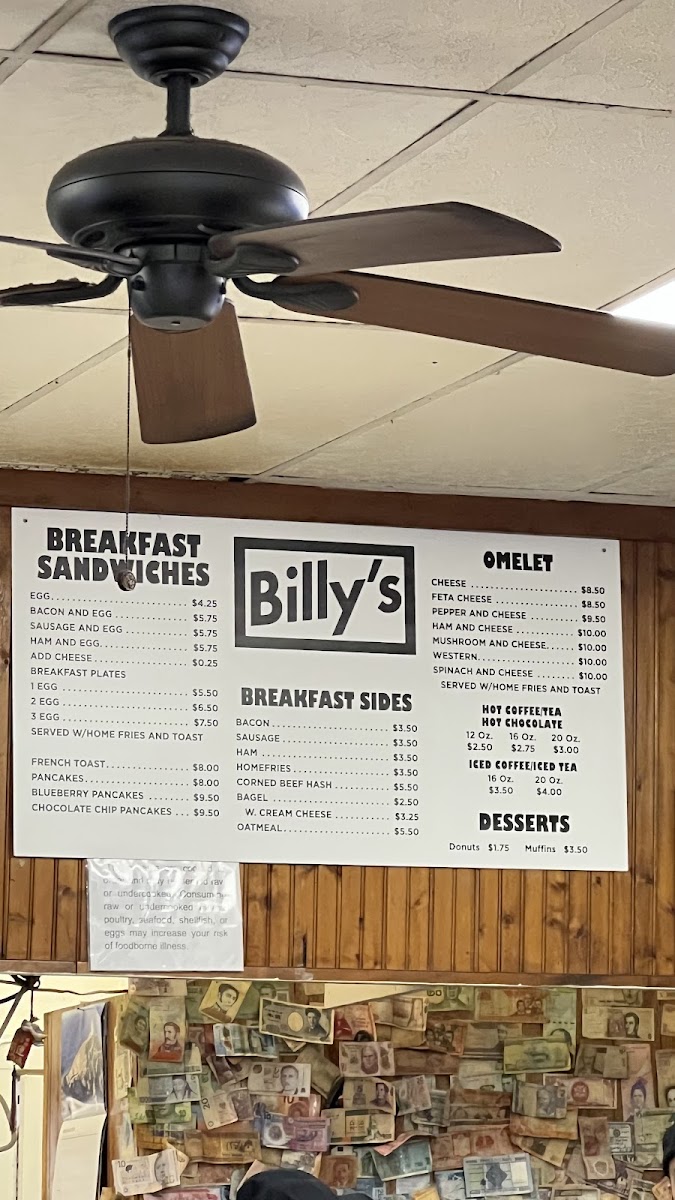 BREAKFAST
SANDWICHES
EGG.......................... $4.25
BACON AND EGG ............... $5.75
SAUSAGE AND EGG ............. $5.75
HAM AND EGG.................. $5.75
ADD CHEESE................... $0.25
BREAKFAST PLATES
1 EGG ....................... $5.50
2 EGG ....................... $6.50
3 EGG ....................... $7.50
SERVED W/HOME FRIES AND TOAST
FRENCH TOAST................. $8.00
PANCAKES..................... $8.00
BLUEBERRY PANCAKES .......... $9.50
CHOCOLATE CHIP PANCAKES ... $9.50
Billy's
BREAKFAST SIDES
BACON........................ $3.50
SAUSAGE ..................... $3.50
HAM ......................... $3.50
HOMEFRIES.................... $3.50
CORNED BEEF HASH ............ $5.50
BAGEL ....................... $2.50
W. CREAM CHEESE ............. $3.25
OATMEAL...................... $5.50
OMELET
CHEESE ...................... $8.50
FETA CHEESE ................. $8.50
PEPPER AND CHEESE ........... $9.50
HAM AND CHEESE .............. $10.00
MUSHROOM AND CHEESE...... $10.00
WESTERN...................... $10.00
SPINACH AND CHEESE ........ $10.00
SERVED W/HOME FRIES AND TOAST
HOT COFFEE/TEA
HOT CHOCOLATE
12 Oz. 16 Oz. 20 Oz.
$2.50 $2.75 $3.00
ICED COFFEE/ICED TEA
16 Oz. 20 Oz.
$3.50 $4.00
DESSERTS
Donuts $1.75 Muffins $3.50
raw
or undercooked. Consuming
raw or undercooked
poultry, seafood, shellfish, or
eggs may increase your risk
of foodborne illness.